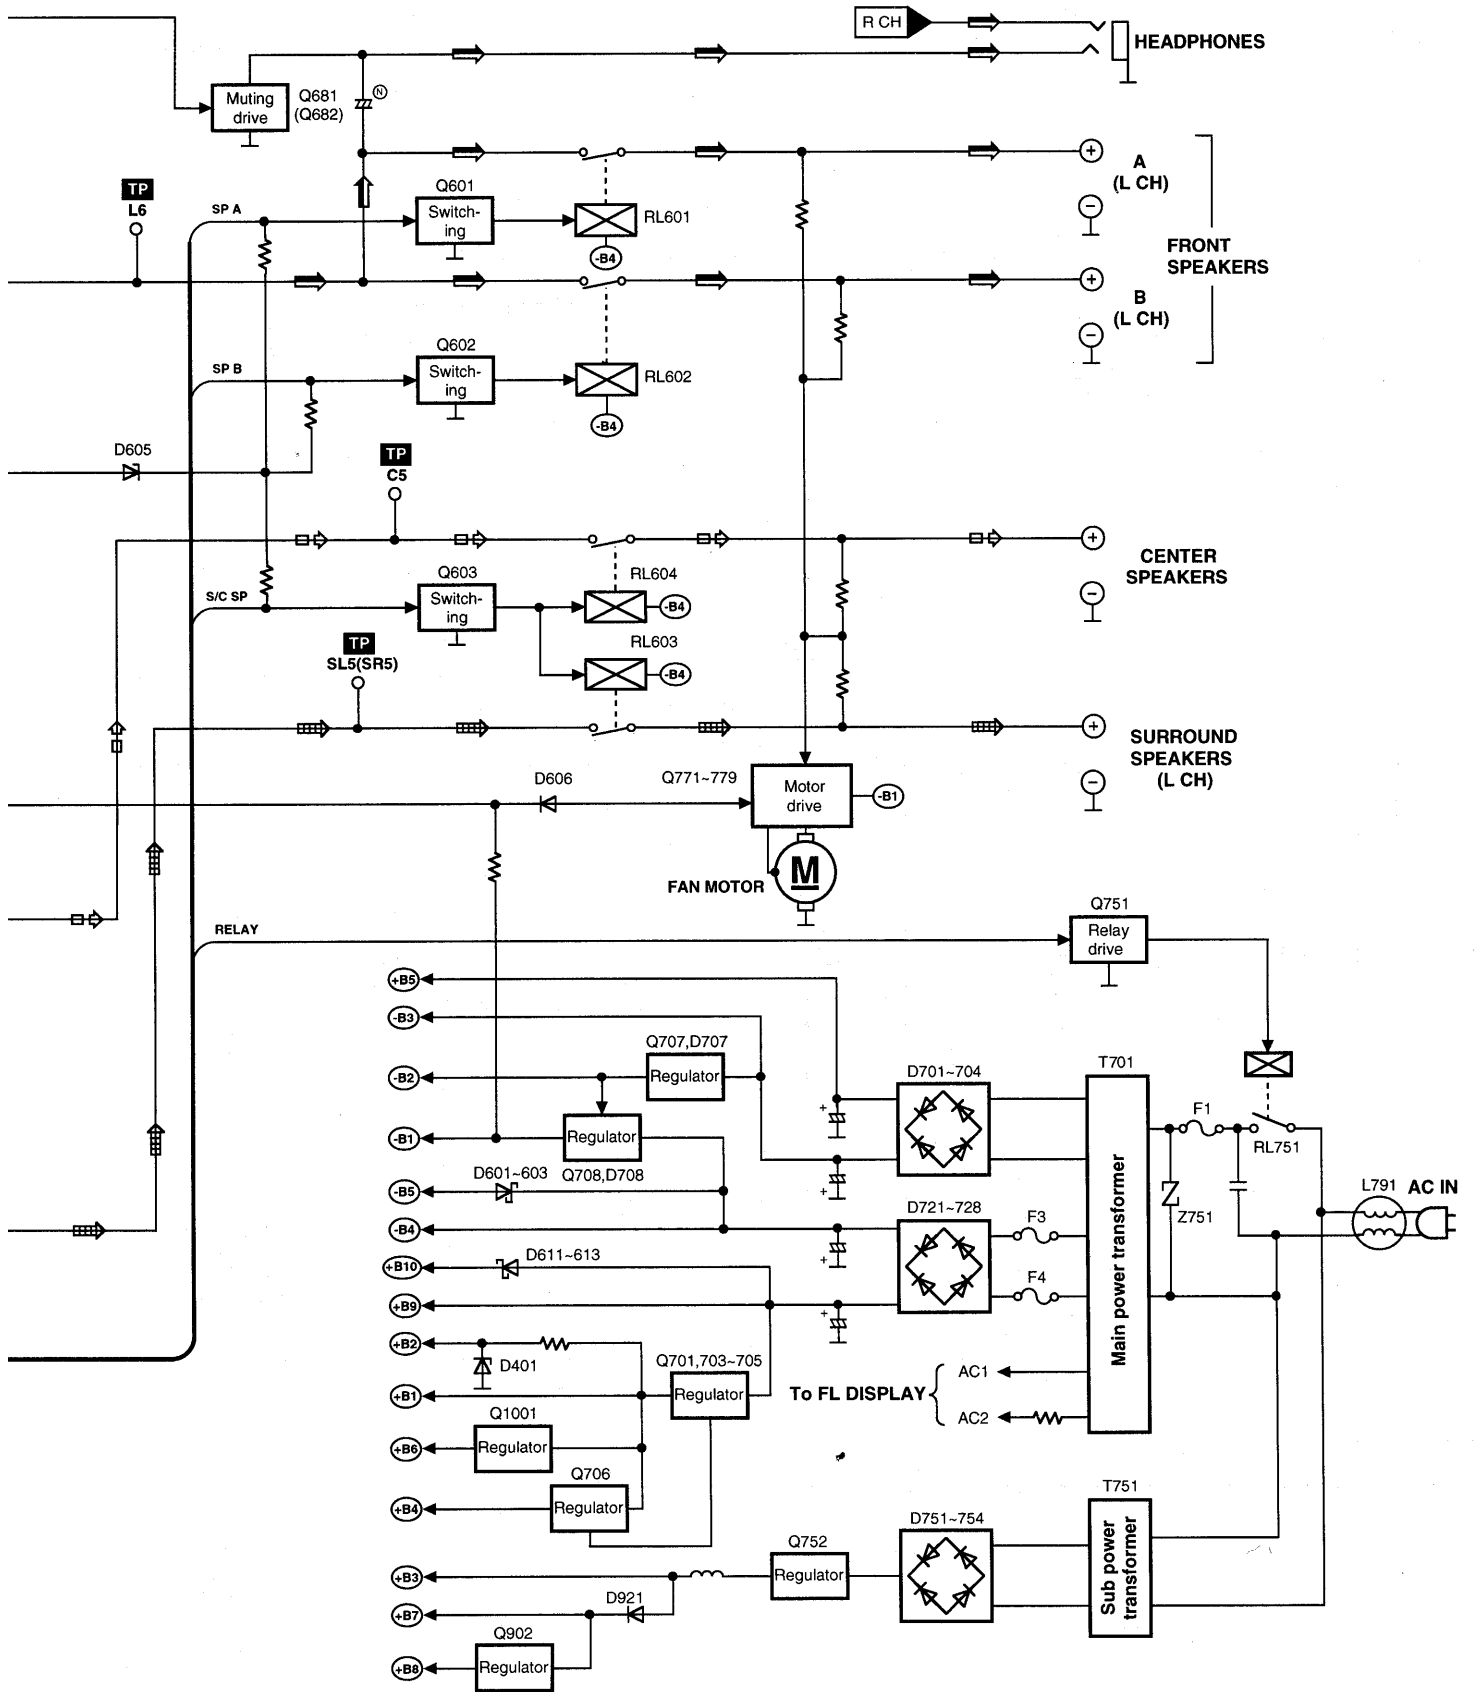 R CH
HEADPHONES
Muting
drive
Q681
(Q682)
N
+
A
(L CH)
−
TP
L6
SP A
Q601
Switch-
ing
RL601
-B4
FRONT
SPEAKERS
+
B
(L CH)
−
SP B
Q602
Switch-
ing
RL602
-B4
D605
TP
C5
+
CENTER
SPEAKERS
−
S/C SP
Q603
Switch-
ing
RL604
-B4
RL603
-B4
TP
SL5(SR5)
+
SURROUND
SPEAKERS
(L CH)
−
D606
Q771~779
Motor
drive
-B1
M
FAN MOTOR
RELAY
Q751
Relay
drive
+B5
-B3
Q707,D707
Regulator
-B2
D701~704
T701
F1
RL751
+
-B1
Regulator
Q708,D708
D601~603
-B5
+
L791
AC IN
Z751
D721~728
F3
-B4
+
D611~613
+B10
F4
+B9
+
Main power transformer
+B2
D401
Q701,703~705
Regulator
+B1
To FL DISPLAY
AC1
AC2
Q1001
Regulator
+B6
Q706
Regulator
+B4
T751
D751~754
Q752
Regulator
+B3
Sub power
transformer
D921
+B7
Q902
Regulator
+B8